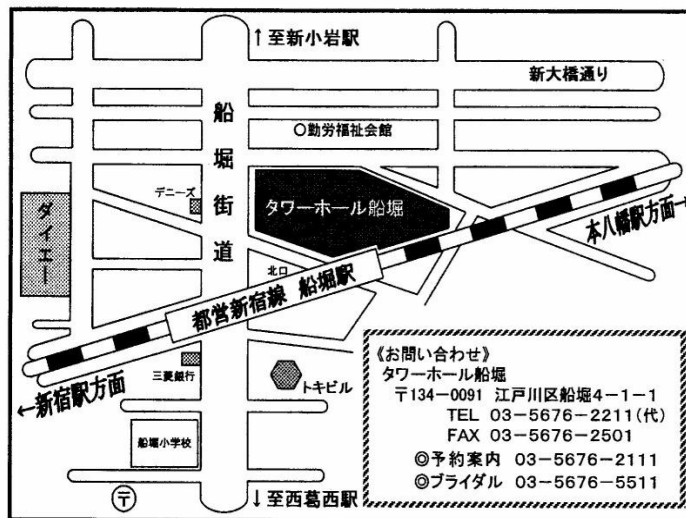 ↑至新小岩駅
新大橋通り
船堀街道
○勤労福祉会館
デニーズ
タワーホール船堀
ダイエー
本八幡駅方面→
北口
都営新宿線 船堀駅
←新宿駅方面
三菱銀行
トキビル
船堀小学校
〒
↓至西葛西駅
《お問い合わせ》
タワーホール船堀
〒134-0091 江戸川区船堀4-1-1
TEL 03-5676-2211(代)
FAX 03-5676-2501
◎予約案内 03-5676-2111
◎ブライダル 03-5676-5511